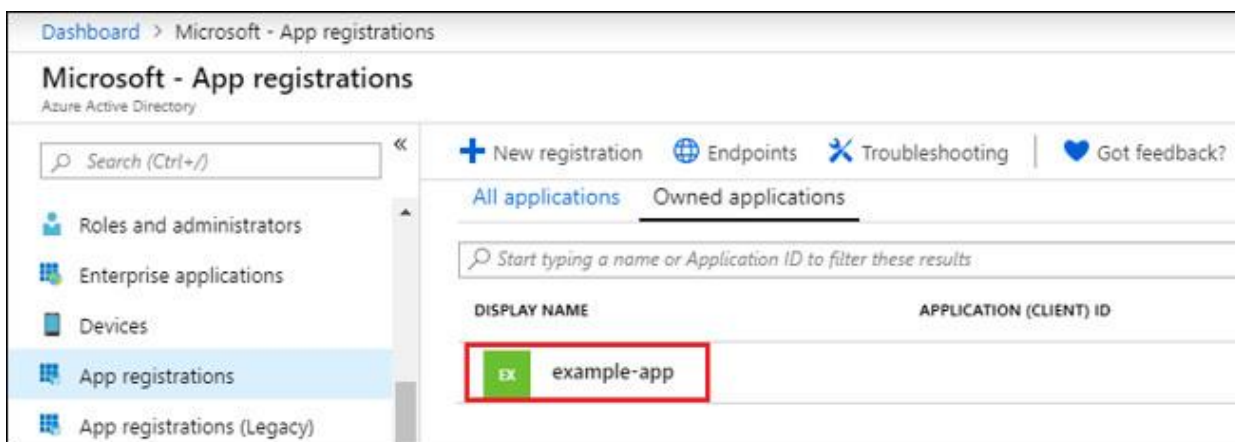 Dashboard > Microsoft - App registrations
Microsoft - App registrations
Azure Active Directory
Search (Ctrl+/)
«
Roles and administrators
Enterprise applications
Devices
App registrations
App registrations (Legacy)
New registration Endpoints Troubleshooting Got feedback?
All applications Owned applications
Start typing a name or Application ID to filter these results
DISPLAY NAME APPLICATION (CLIENT) ID
EX example-app